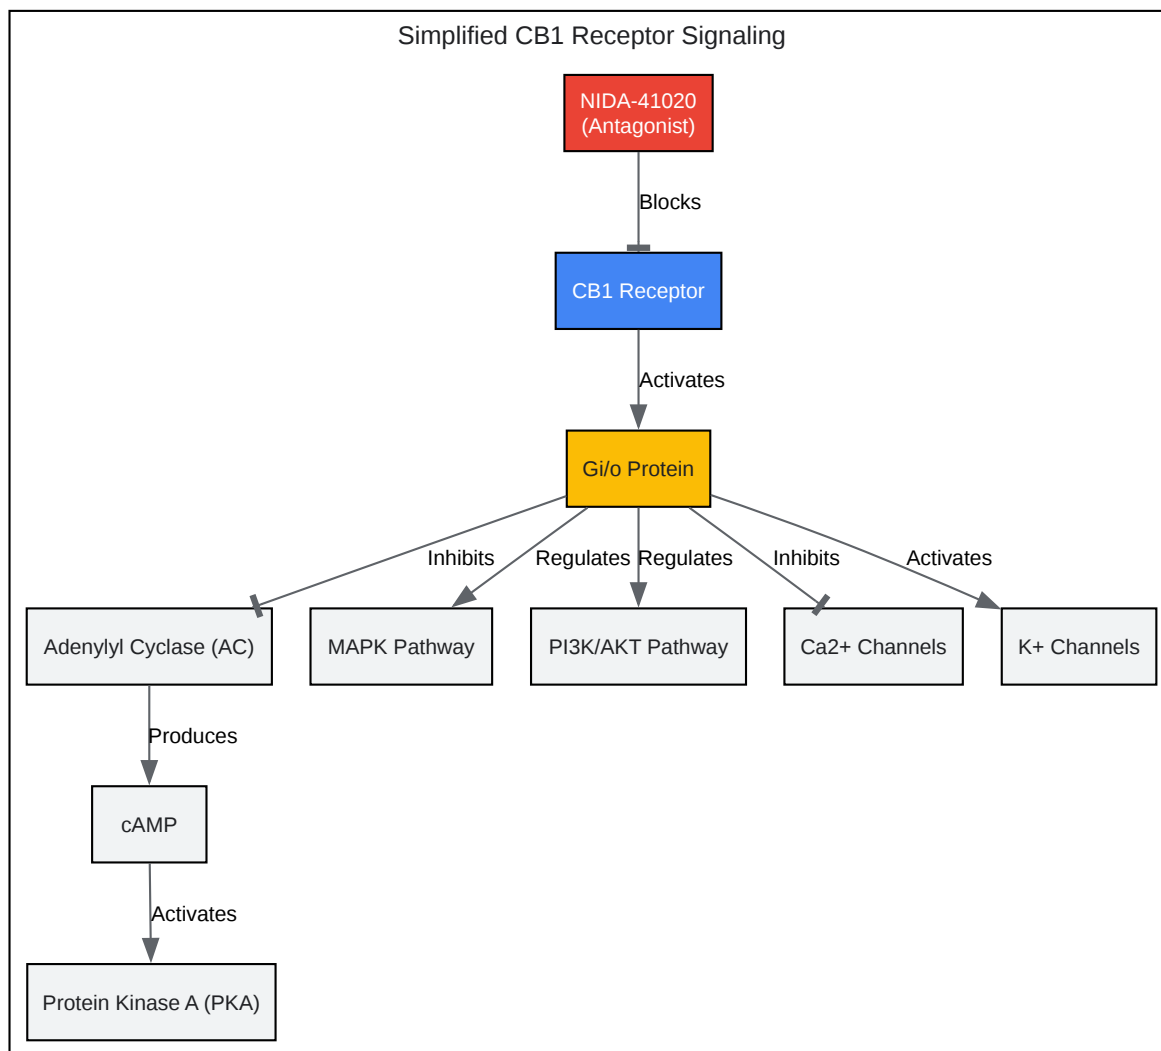 Simplified CB1 Receptor Signaling
NIDA-41020
(Antagonist)
Blocks
CB1 Receptor
Activates
Gi/o Protein
Inhibits
Regulates
Regulates
Inhibits
Activates
Adenylyl Cyclase (AC)
MAPK Pathway
PI3K/AKT Pathway
Ca2+ Channels
K+ Channels
Produces
cAMP
Activates
Protein Kinase A (PKA)